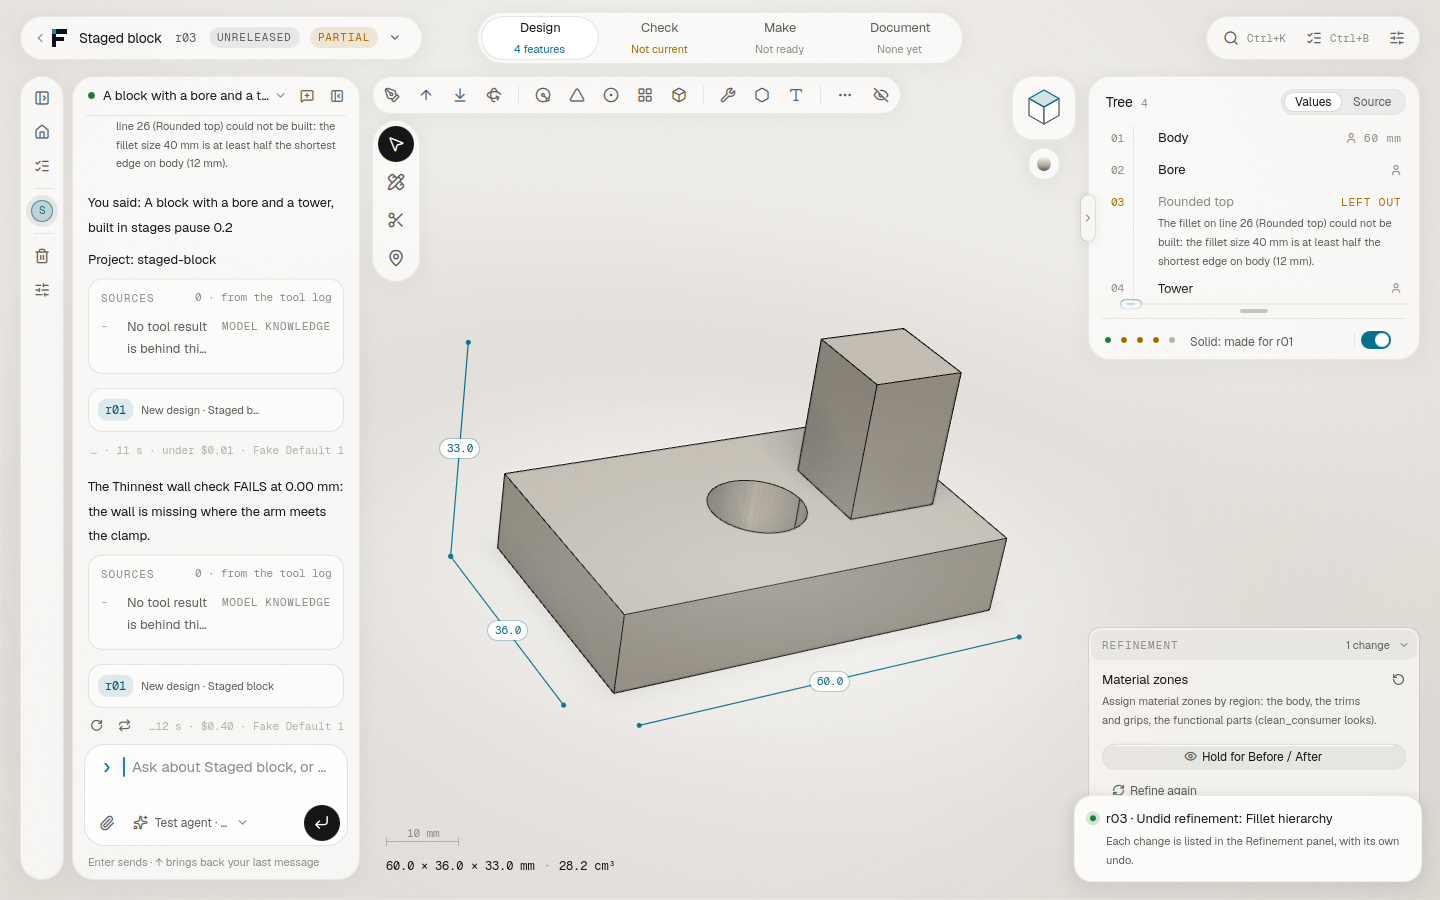 Staged block r03 UNRELEASED PARTIAL
Design
4 features
Check
Not current
Make
Not ready
Document
None yet
Ctrl+K
Ctrl+B
A block with a bore and a t…
line 26 (Rounded top) could not be built: the
fillet size 40 mm is at least half the shortest
edge on body (12 mm).
You said: A block with a bore and a tower,
built in stages pause 0.2
Project: staged-block
SOURCES 0 · from the tool log
– No tool result MODEL KNOWLEDGE
is behind thi…
r01 New design · Staged b…
… · 11 s · under $0.01 · Fake Default 1
The Thinnest wall check FAILS at 0.00 mm:
the wall is missing where the arm meets
the clamp.
SOURCES 0 · from the tool log
– No tool result MODEL KNOWLEDGE
is behind thi…
r01 New design · Staged block
…12 s · $0.40 · Fake Default 1
Ask about Staged block, or …
Test agent · …
Enter sends · ↑ brings back your last message
S
33.0
36.0
60.0
10 mm
60.0 × 36.0 × 33.0 mm · 28.2 cm³
Tree 4
Values Source
01 Body 60 mm
02 Bore
03 Rounded top LEFT OUT
The fillet on line 26 (Rounded top) could not be
built: the fillet size 40 mm is at least half the
shortest edge on body (12 mm).
04 Tower
Solid: made for r01
REFINEMENT 1 change
Material zones
Assign material zones by region: the body, the trims
and grips, the functional parts (clean_consumer looks).
Hold for Before / After
Refine again
r03 · Undid refinement: Fillet hierarchy
Each change is listed in the Refinement panel, with its own
undo.